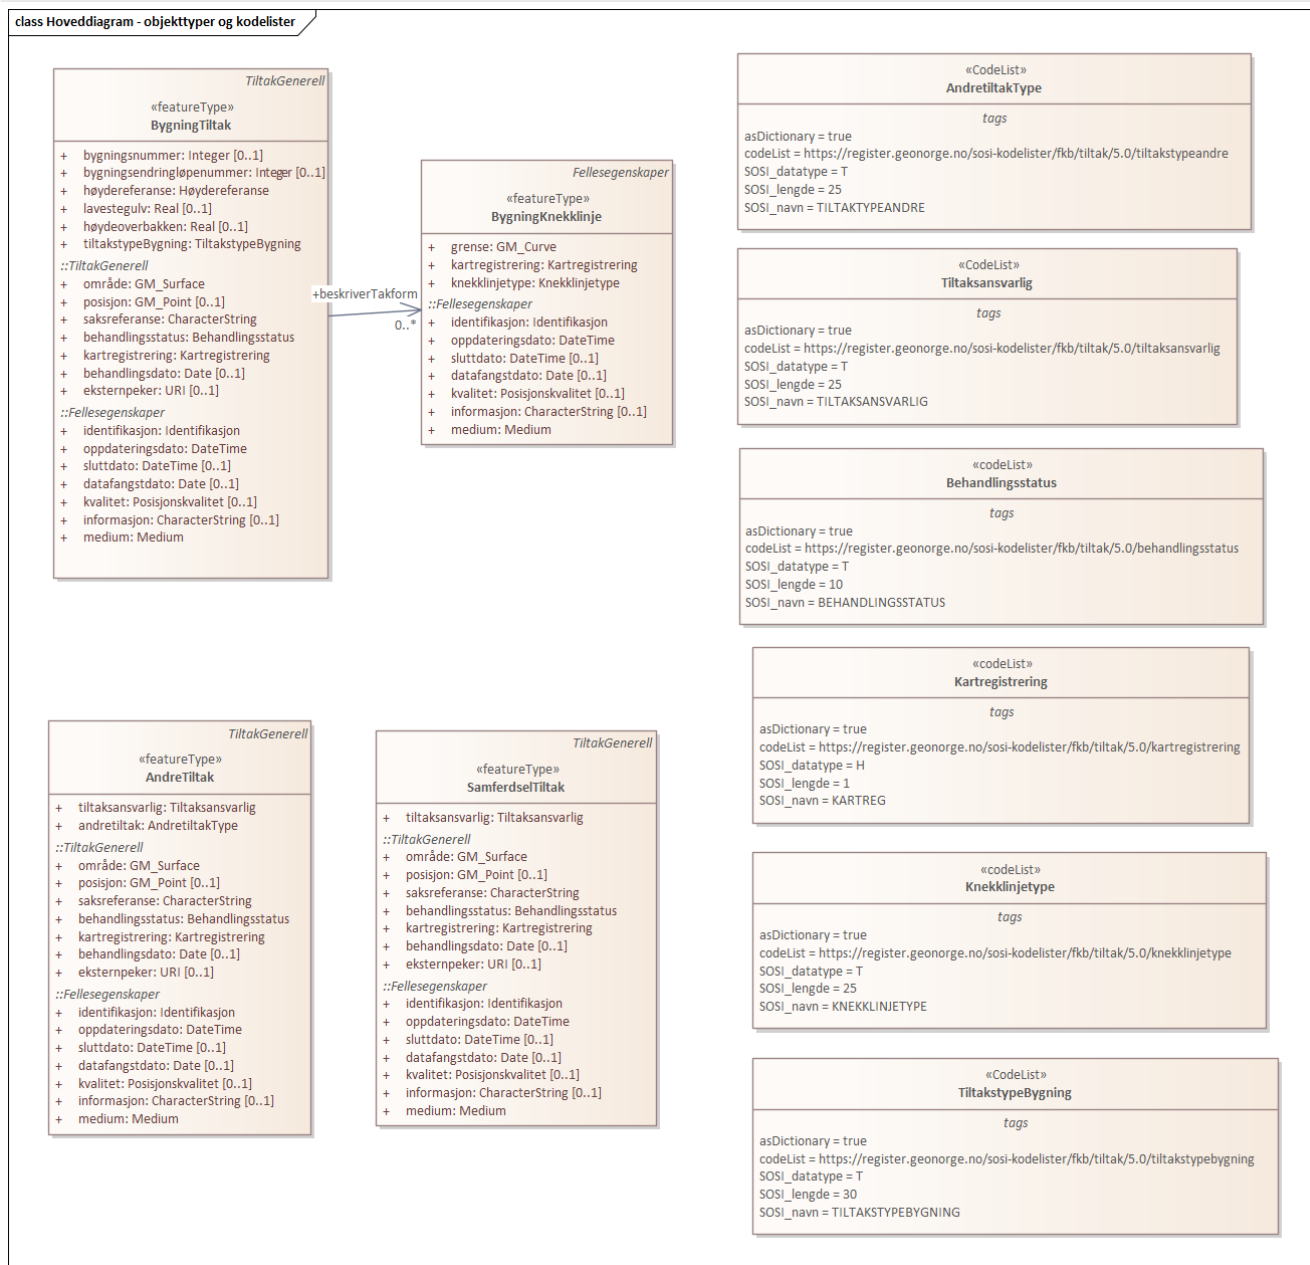 class Hoveddiagram - objekttyper og kodelister
TiltakGenerell
«featureType»
BygningTiltak
+ bygningsnummer: Integer [0..1]
+ bygningsendringløpenummer: Integer [0..1]
+ høydereferanse: Høydereferanse
+ lavestegulv: Real [0..1]
+ høydeoverbakken: Real [0..1]
+ tiltakstypeBygning: TiltakstypeBygning
::TiltakGenerell
+ område: GM_Surface
+ posisjon: GM_Point [0..1]
+ saksreferanse: CharacterString
+ behandlingsstatus: Behandlingsstatus
+ kartregistrering: Kartregistrering
+ behandlingsdato: Date [0..1]
+ eksternpeker: URI [0..1]
::Fellesegenskaper
+ identifikasjon: Identifikasjon
+ oppdateringsdato: DateTime
+ sluttdato: DateTime [0..1]
+ datafangstdato: Date [0..1]
+ kvalitet: Posisjonskvalitet [0..1]
+ informasjon: CharacterString [0..1]
+ medium: Medium
+beskriverTakform
0..*
Fellesegenskaper
«featureType»
BygningKnekklinje
+ grense: GM_Curve
+ kartregistrering: Kartregistrering
+ knekklinjetype: Knekklinjetype
::Fellesegenskaper
+ identifikasjon: Identifikasjon
+ oppdateringsdato: DateTime
+ sluttdato: DateTime [0..1]
+ datafangstdato: Date [0..1]
+ kvalitet: Posisjonskvalitet [0..1]
+ informasjon: CharacterString [0..1]
+ medium: Medium
TiltakGenerell
«featureType»
AndreTiltak
+ tiltaksansvarlig: Tiltaksansvarlig
+ andretiltak: AndretiltakType
::TiltakGenerell
+ område: GM_Surface
+ posisjon: GM_Point [0..1]
+ saksreferanse: CharacterString
+ behandlingsstatus: Behandlingsstatus
+ kartregistrering: Kartregistrering
+ behandlingsdato: Date [0..1]
+ eksternpeker: URI [0..1]
::Fellesegenskaper
+ identifikasjon: Identifikasjon
+ oppdateringsdato: DateTime
+ sluttdato: DateTime [0..1]
+ datafangstdato: Date [0..1]
+ kvalitet: Posisjonskvalitet [0..1]
+ informasjon: CharacterString [0..1]
+ medium: Medium
TiltakGenerell
«featureType»
SamferdselTiltak
+ tiltaksansvarlig: Tiltaksansvarlig
::TiltakGenerell
+ område: GM_Surface
+ posisjon: GM_Point [0..1]
+ saksreferanse: CharacterString
+ behandlingsstatus: Behandlingsstatus
+ kartregistrering: Kartregistrering
+ behandlingsdato: Date [0..1]
+ eksternpeker: URI [0..1]
::Fellesegenskaper
+ identifikasjon: Identifikasjon
+ oppdateringsdato: DateTime
+ sluttdato: DateTime [0..1]
+ datafangstdato: Date [0..1]
+ kvalitet: Posisjonskvalitet [0..1]
+ informasjon: CharacterString [0..1]
+ medium: Medium
«CodeList»
AndretiltakType
tags
asDictionary = true
codeList = https://register.geonorge.no/sosi-kodelister/fkb/tiltak/5.0/tiltakstypeandre
SOSI_datatype = T
SOSI_lengde = 25
SOSI_navn = TILTAKTYPEANDRE
«CodeList»
Tiltaksansvarlig
tags
asDictionary = true
codeList = https://register.geonorge.no/sosi-kodelister/fkb/tiltak/5.0/tiltaksansvarlig
SOSI_datatype = T
SOSI_lengde = 25
SOSI_navn = TILTAKSANSVARLIG
«codeList»
Behandlingsstatus
tags
asDictionary = true
codeList = https://register.geonorge.no/sosi-kodelister/fkb/tiltak/5.0/behandlingsstatus
SOSI_datatype = T
SOSI_lengde = 10
SOSI_navn = BEHANDLINGSSTATUS
«codeList»
Kartregistrering
tags
asDictionary = true
codeList = https://register.geonorge.no/sosi-kodelister/fkb/tiltak/5.0/kartregistrering
SOSI_datatype = H
SOSI_lengde = 1
SOSI_navn = KARTREG
«codeList»
Knekklinjetype
tags
asDictionary = true
codeList = https://register.geonorge.no/sosi-kodelister/fkb/tiltak/5.0/knekklinjetype
SOSI_datatype = T
SOSI_lengde = 25
SOSI_navn = KNEKKLINJETYPE
«CodeList»
TiltakstypeBygning
tags
asDictionary = true
codeList = https://register.geonorge.no/sosi-kodelister/fkb/tiltak/5.0/tiltakstypebygning
SOSI_datatype = T
SOSI_lengde = 30
SOSI_navn = TILTAKSTYPEBYGNING